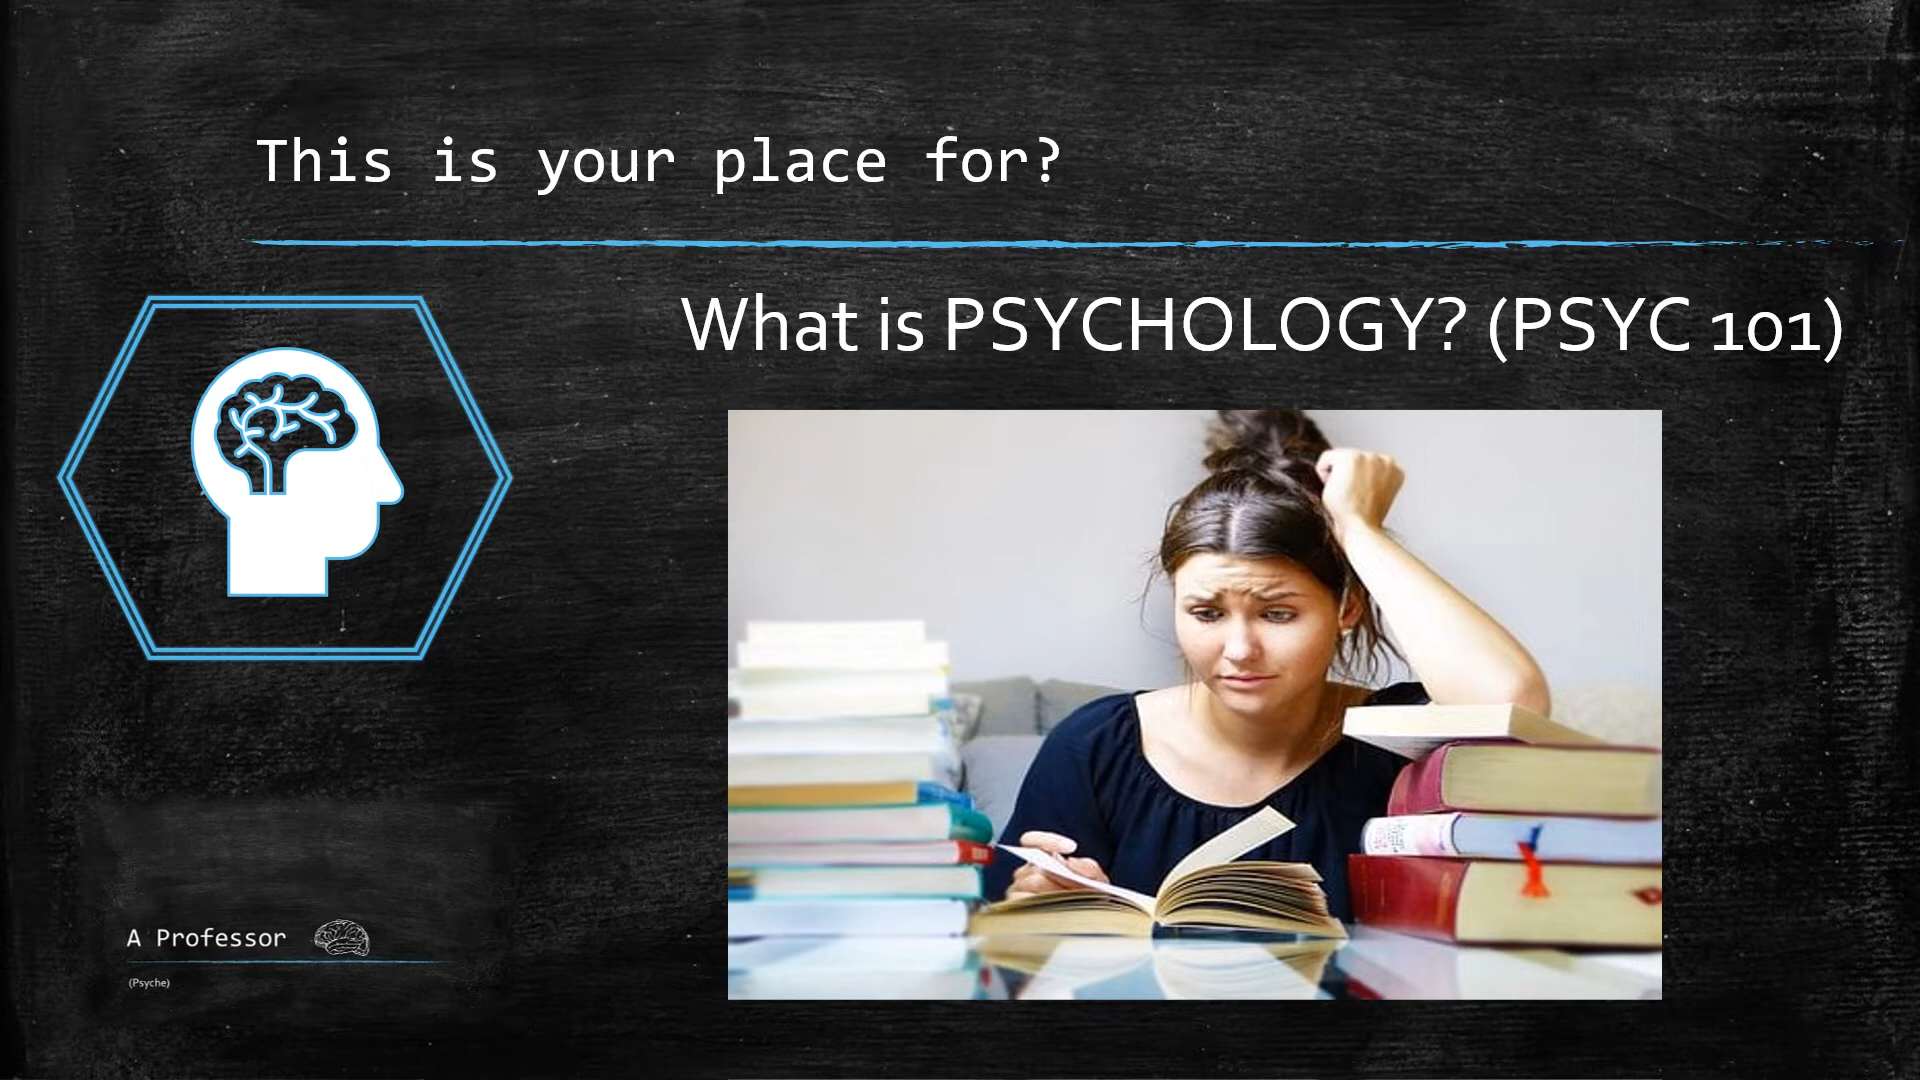 This is your place for?
What is PSYCHOLOGY? (PSYC 101)
A Professor
(Psyche)